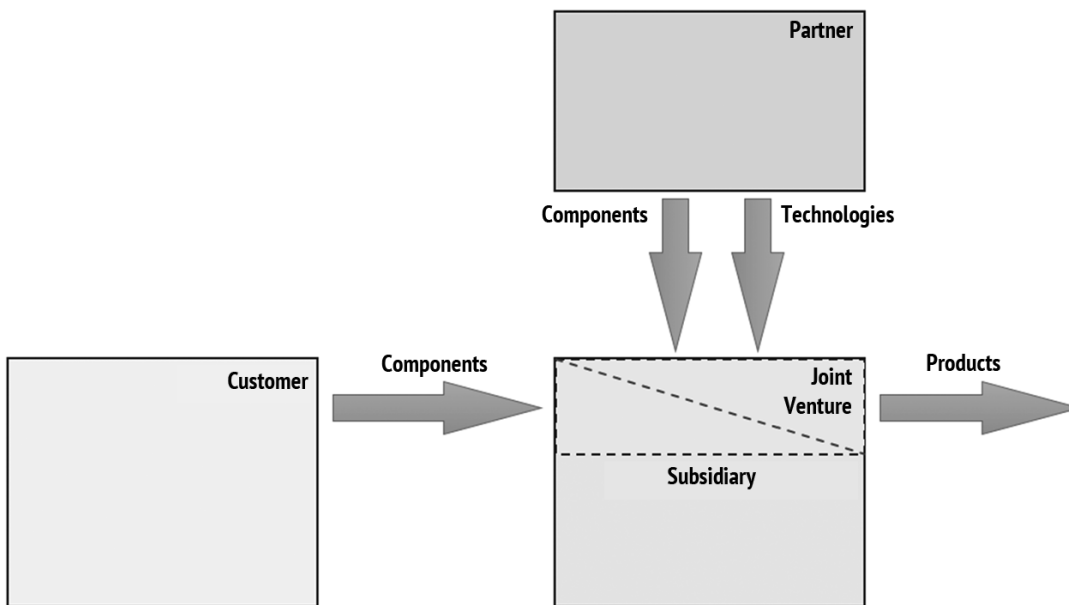 Partner
Components
Technologies
Customer
Components
Joint
Venture
Products
Subsidiary